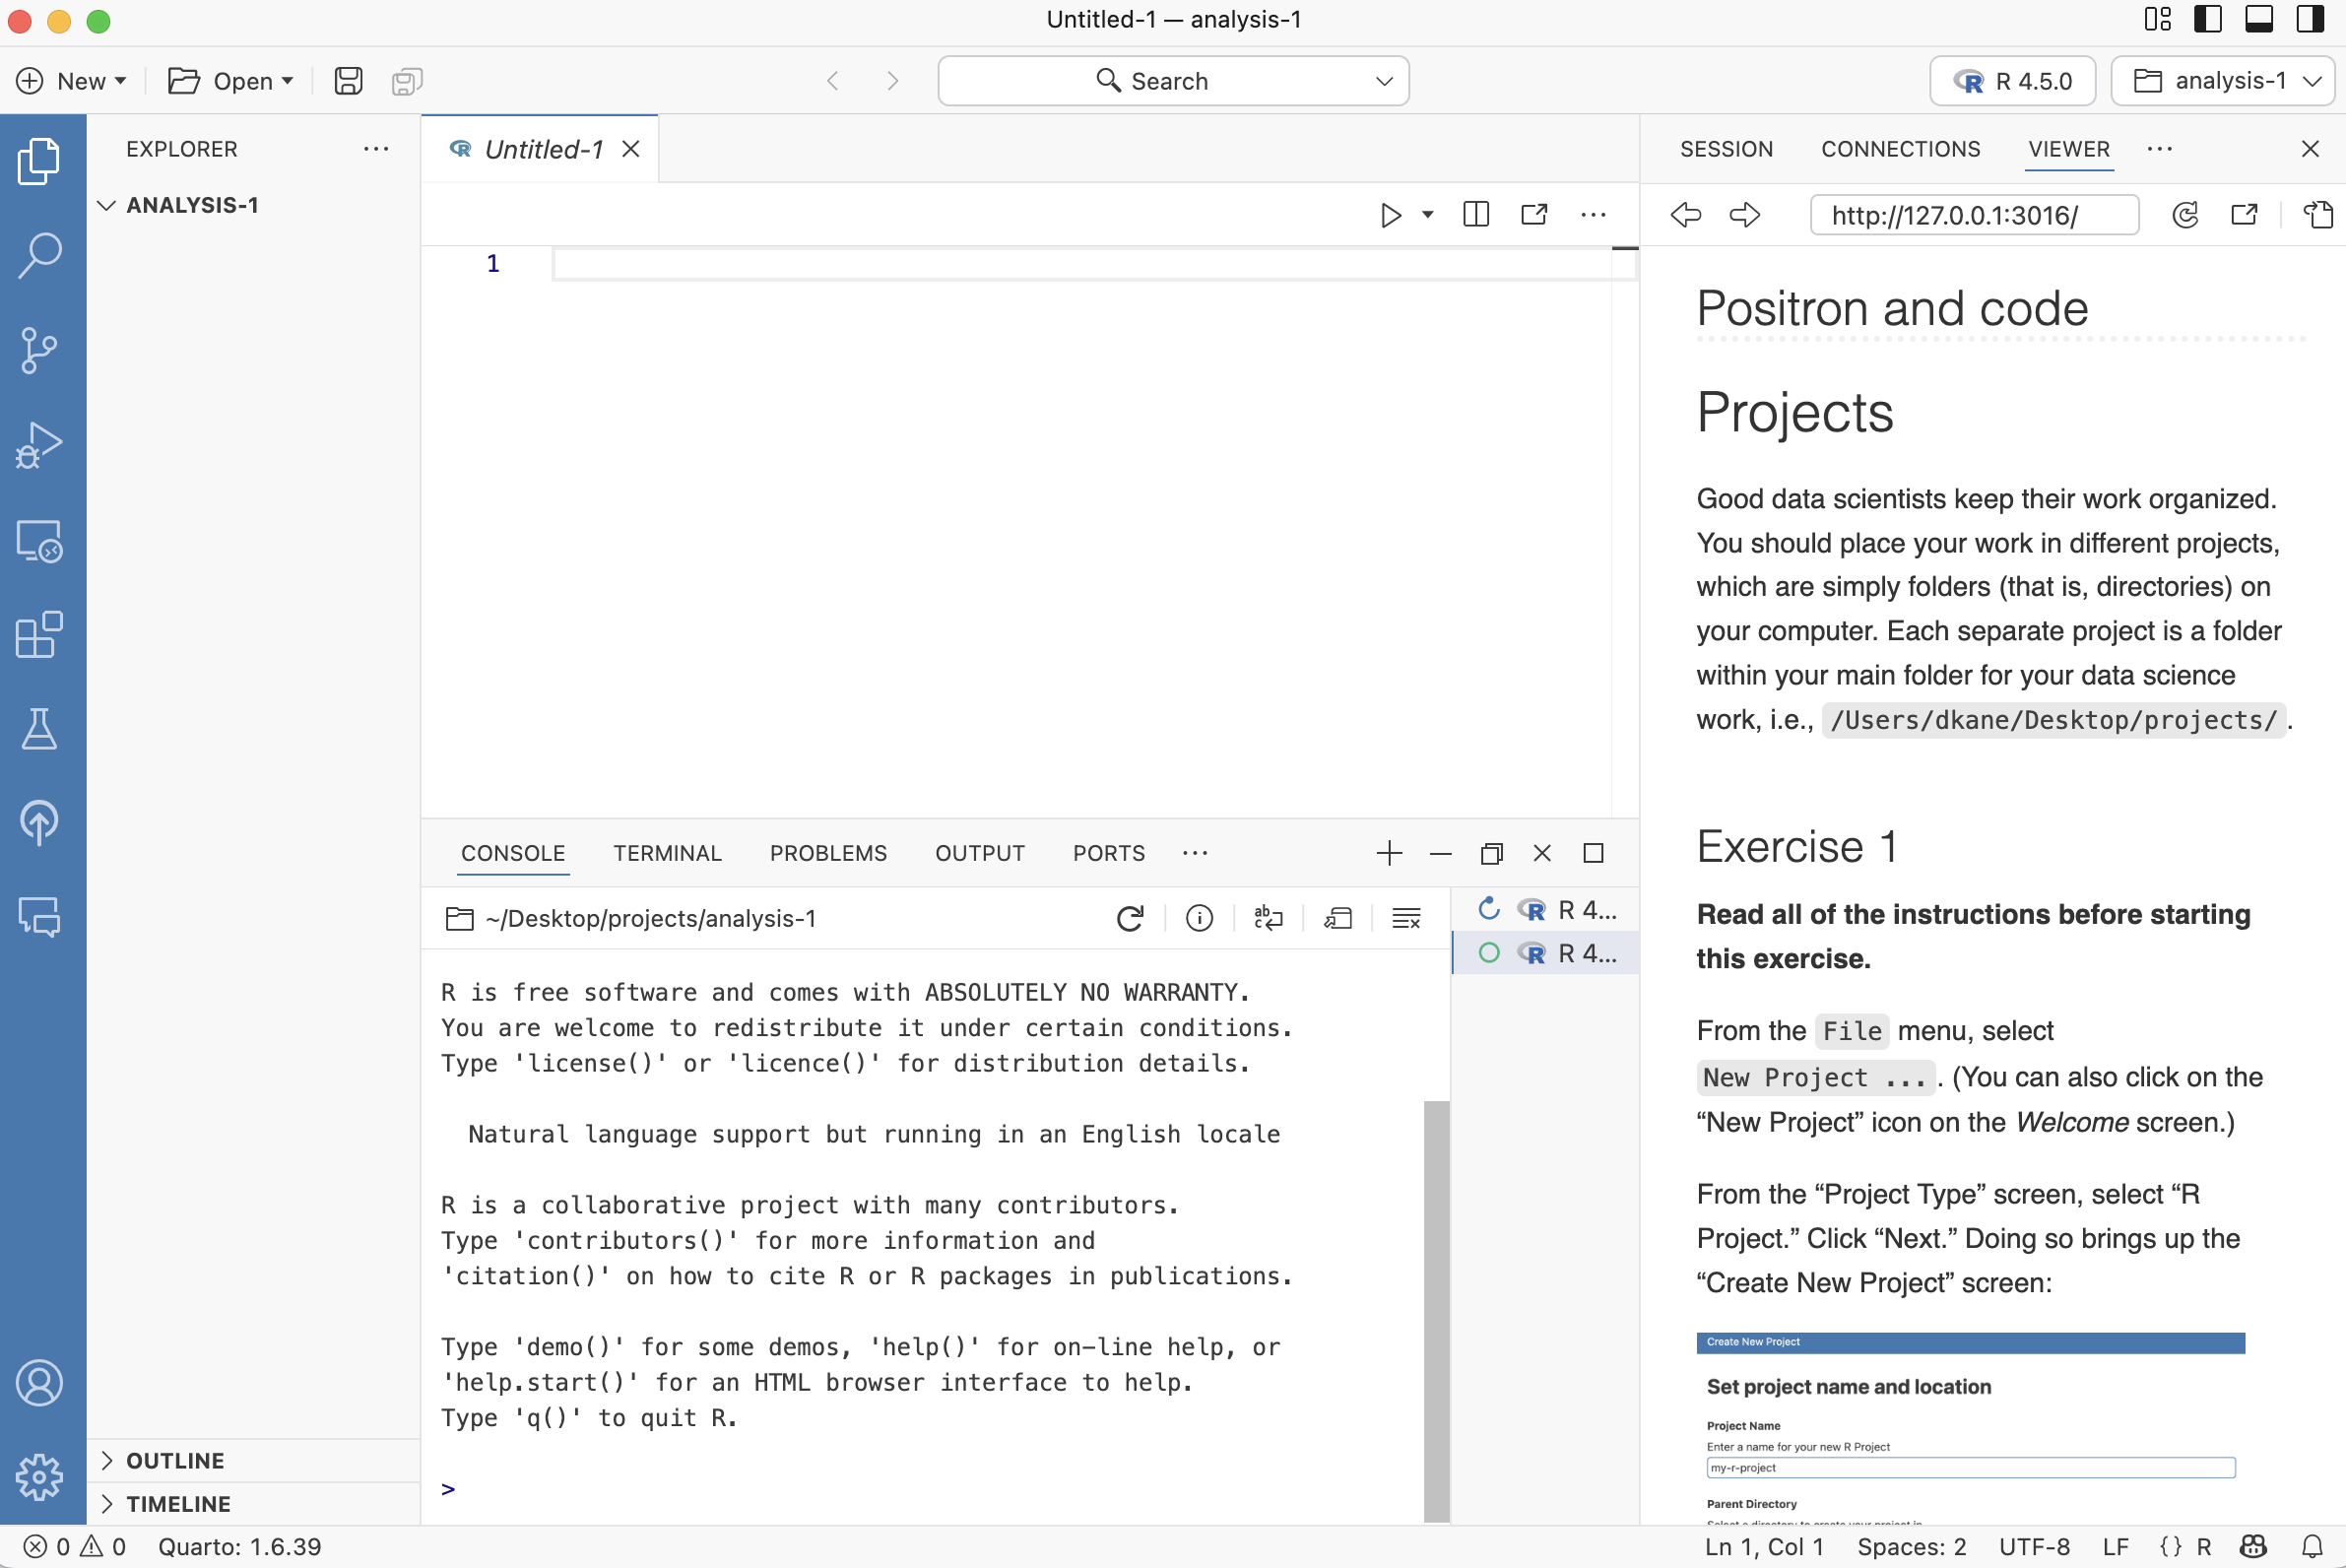 Untitled-1 — analysis-1
New
Open
Search
R 4.5.0
analysis-1
EXPLORER
ANALYSIS-1
OUTLINE
TIMELINE
Untitled-1
1
CONSOLE TERMINAL PROBLEMS OUTPUT PORTS
~/Desktop/projects/analysis-1
R 4...
R 4...
R is free software and comes with ABSOLUTELY NO WARRANTY.
You are welcome to redistribute it under certain conditions.
Type 'license()' or 'licence()' for distribution details.
Natural language support but running in an English locale
R is a collaborative project with many contributors.
Type 'contributors()' for more information and
'citation()' on how to cite R or R packages in publications.
Type 'demo()' for some demos, 'help()' for on-line help, or
'help.start()' for an HTML browser interface to help.
Type 'q()' to quit R.
>
SESSION CONNECTIONS VIEWER
http://127.0.0.1:3016/
Positron and code
Projects
Good data scientists keep their work organized.
You should place your work in different projects,
which are simply folders (that is, directories) on
your computer. Each separate project is a folder
within your main folder for your data science
work, i.e., /Users/dkane/Desktop/projects/.
Exercise 1
Read all of the instructions before starting
this exercise.
From the File menu, select
New Project .... (You can also click on the
“New Project” icon on the Welcome screen.)
From the “Project Type” screen, select “R
Project.” Click “Next.” Doing so brings up the
“Create New Project” screen:
Create New Project
Set project name and location
Project Name
Enter a name for your new R Project
my-r-project
Parent Directory
Select a directory to create your project in
0 0 Quarto: 1.6.39
Ln 1, Col 1 Spaces: 2 UTF-8 LF {} R